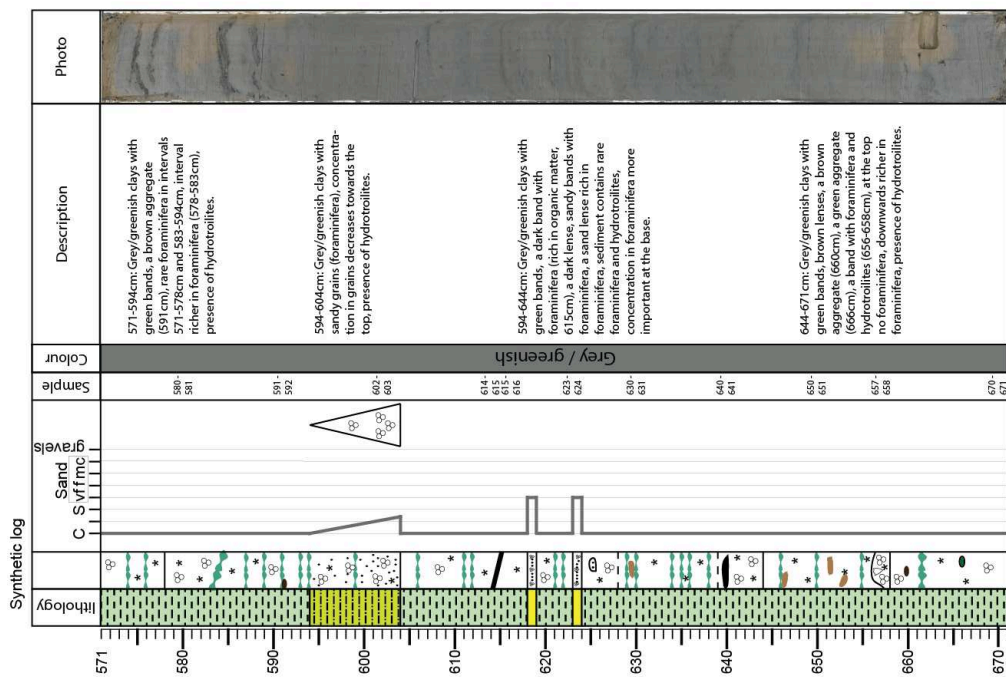 Synthetic log
lithology
C
S
vf
f
m
c
Sand
gravels
Sample
Colour
Description
Photo
571
580
590
600
610
620
630
640
650
660
670
580-
581
591-
592
602-
603
614-
615
615-
616
623-
624
630-
631
640-
641
650-
651
657-
658
670-
671
Grey / greenish
571-594cm: Grey/greenish clays with
green bands, a brown aggregate
(591cm), rare foraminifera in intervals
571-578cm and 583-594cm, interval
richer in foraminifera (578-583cm),
presence of hydrotroilites.
594-604cm: Grey/greenish clays with
sandy grains (foraminifera), concentra-
tion in grains decreases towards the
top, presence of hydrotroilites.
594-644cm: Grey/greenish clays with
green bands, a dark band with
foraminifera (rich in organic matter,
615cm), a dark lense, sandy bands with
foraminifera, a sand lense rich in
foraminifera, sediment contains rare
foraminifera and hydrotroilites,
concentration in foraminifera more
important at the base.
644-671cm: Grey/greenish clays with
green bands, brown lenses, a brown
aggregate (660cm), a green aggregate
(666cm), a band with foraminifera and
hydrotroilites (656-658cm), at the top
no foraminifera, downwards richer in
foraminifera, presence of hydrotroilites.